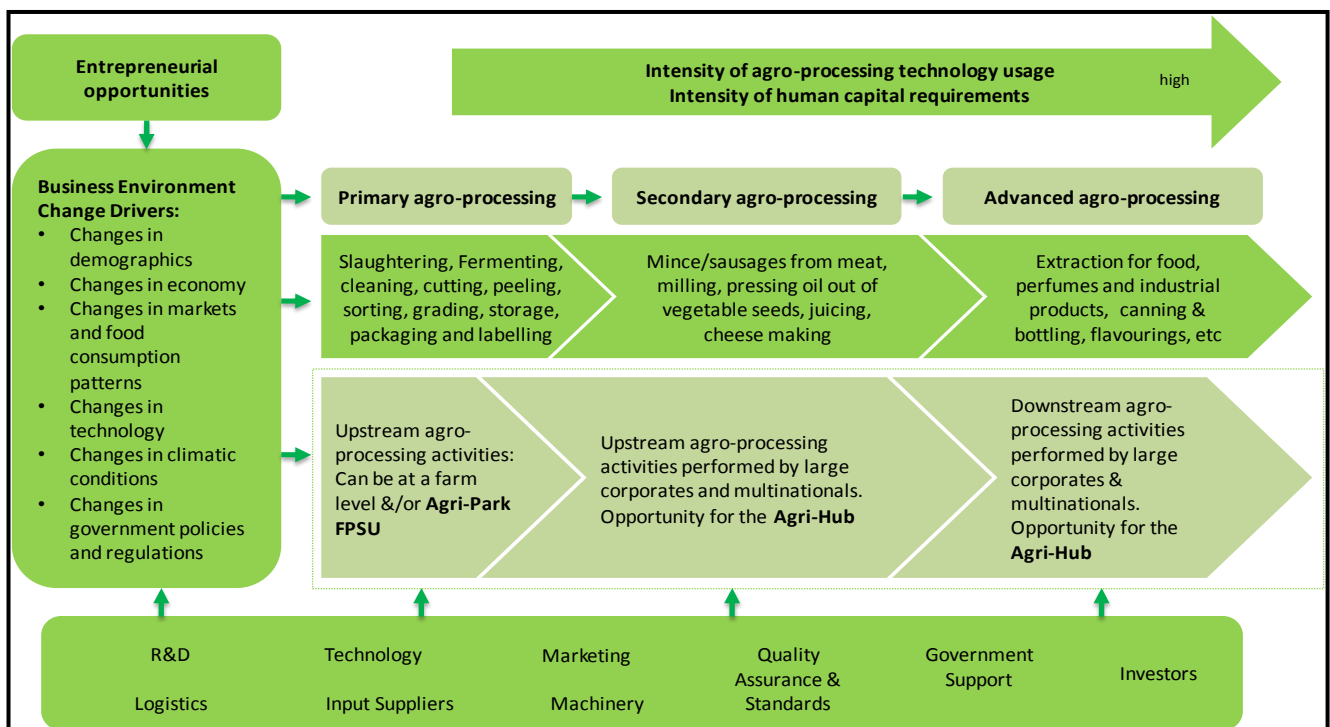 Entrepreneurial
opportunities
Intensity of agro-processing technology usage
Intensity of human capital requirements
high
Business Environment
Change Drivers:
• Changes in
demographics
• Changes in economy
• Changes in markets
and food
consumption
patterns
• Changes in
technology
• Changes in climatic
conditions
• Changes in
government policies
and regulations
Primary agro-processing
Secondary agro-processing
Advanced agro-processing
Slaughtering, Fermenting,
cleaning, cutting, peeling,
sorting, grading, storage,
packaging and labelling
Mince/sausages from meat,
milling, pressing oil out of
vegetable seeds, juicing,
cheese making
Extraction for food,
perfumes and industrial
products, canning &
bottling, flavourings, etc
Upstream agro-
processing activities:
Can be at a farm
level &/or Agri-Park
FPSU
Upstream agro-processing
activities performed by large
corporates and multinationals.
Opportunity for the Agri-Hub
Downstream agro-
processing activities
performed by large
corporates &
multinationals.
Opportunity for the
Agri-Hub
R&D
Technology
Marketing
Quality
Assurance &
Standards
Government
Support
Investors
Logistics
Input Suppliers
Machinery